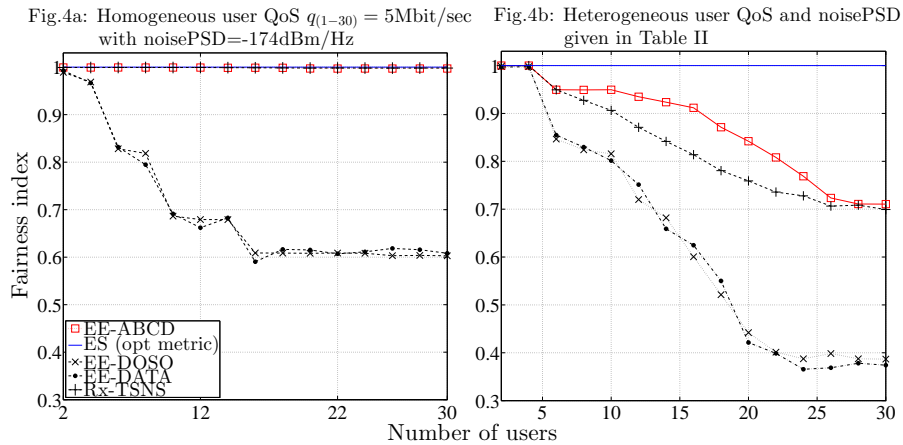 Fig.4a: Homogeneous user QoS q(1−30) = 5Mbit/sec
with noisePSD=-174dBm/Hz
Fig.4b: Heterogeneous user QoS and noisePSD
given in Table II
Fairness index
1
0.9
0.8
0.7
0.6
0.5
0.4
0.3
EE-ABCD
ES (opt metric)
EE-DOSO
EE-DATA
Rx-TSNS
2
12
22
30
1
0.9
0.8
0.7
0.6
0.5
0.4
0.3
5
10
15
20
25
30
Number of users